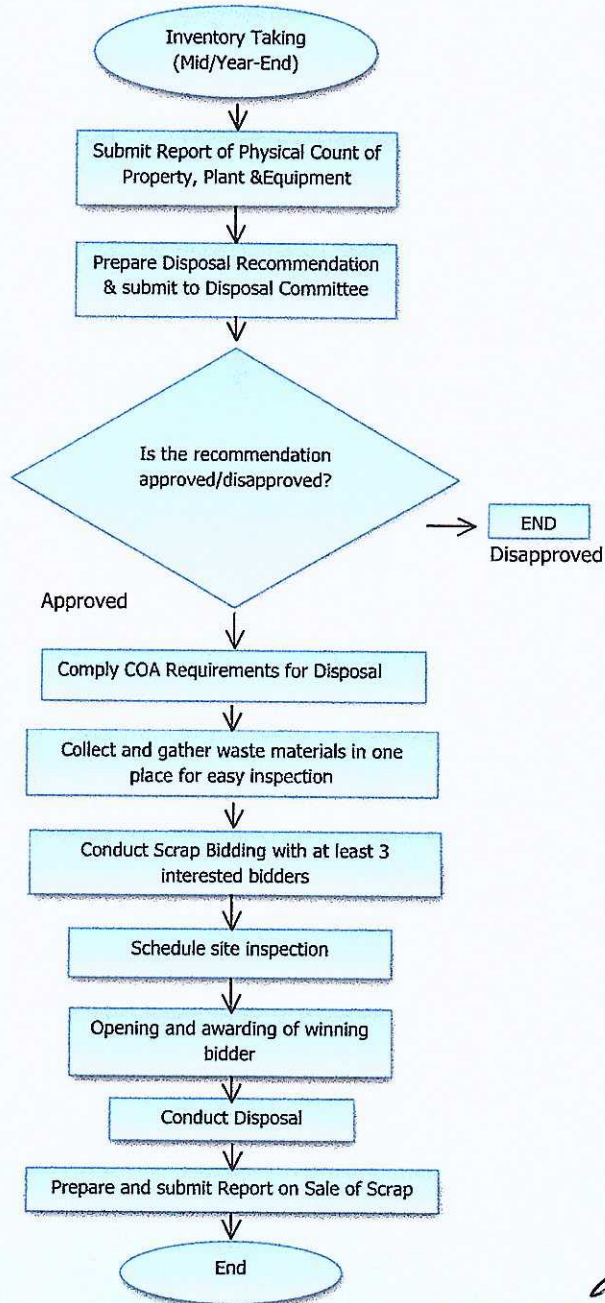 Inventory Taking
(Mid/Year-End)
Submit Report of Physical Count of
Property, Plant &Equipment
Prepare Disposal Recommendation
& submit to Disposal Committee
Is the recommendation
approved/disapproved?
END
Disapproved
Approved
Comply COA Requirements for Disposal
Collect and gather waste materials in one
place for easy inspection
Conduct Scrap Bidding with at least 3
interested bidders
Schedule site inspection
Opening and awarding of winning
bidder
Conduct Disposal
Prepare and submit Report on Sale of Scrap
End